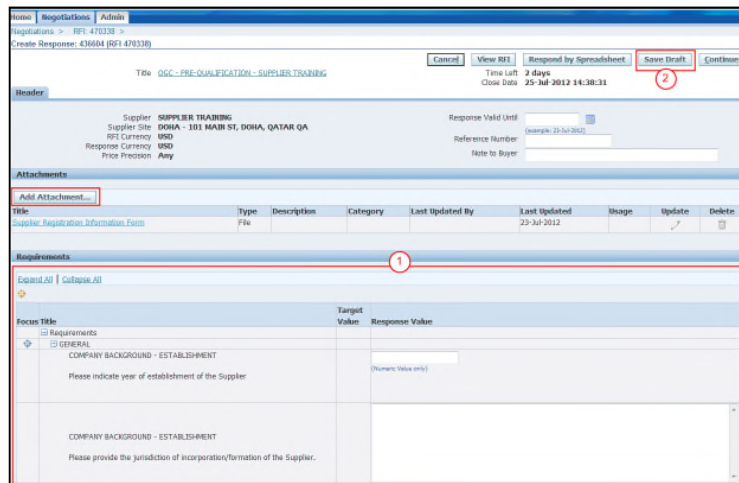 Home Negotiations Admin
Negotiations > RFI: 470338 >
Create Response: 436604 (RFI 470338)
Cancel View RFI Respond by Spreadsheet Save Draft Continue
2
Title OGC - PRE-QUALIFICATION - SUPPLIER TRAINING Time Left 2 days
Close Date 25-Jul-2012 14:38:31
Header
Supplier SUPPLIER TRAINING Response Valid Until
Supplier Site DOHA - 101 MAIN ST, DOHA, QATAR QA (example: 23-Jul-2012)
RFI Currency USD Reference Number
Response Currency USD Note to Buyer
Price Precision Any
Attachments
Add Attachment...
Title Type Description Category Last Updated By Last Updated Usage Update Delete
Supplier Registration Information Form File 23-Jul-2012
Requirements
1
Expand All | Collapse All
Focus Title Target Value Response Value
Requirements
GENERAL
COMPANY BACKGROUND - ESTABLISHMENT
(Numeric Value only)
Please indicate year of establishment of the Supplier
COMPANY BACKGROUND - ESTABLISHMENT
Please provide the jurisdiction of incorporation/formation of the Supplier.